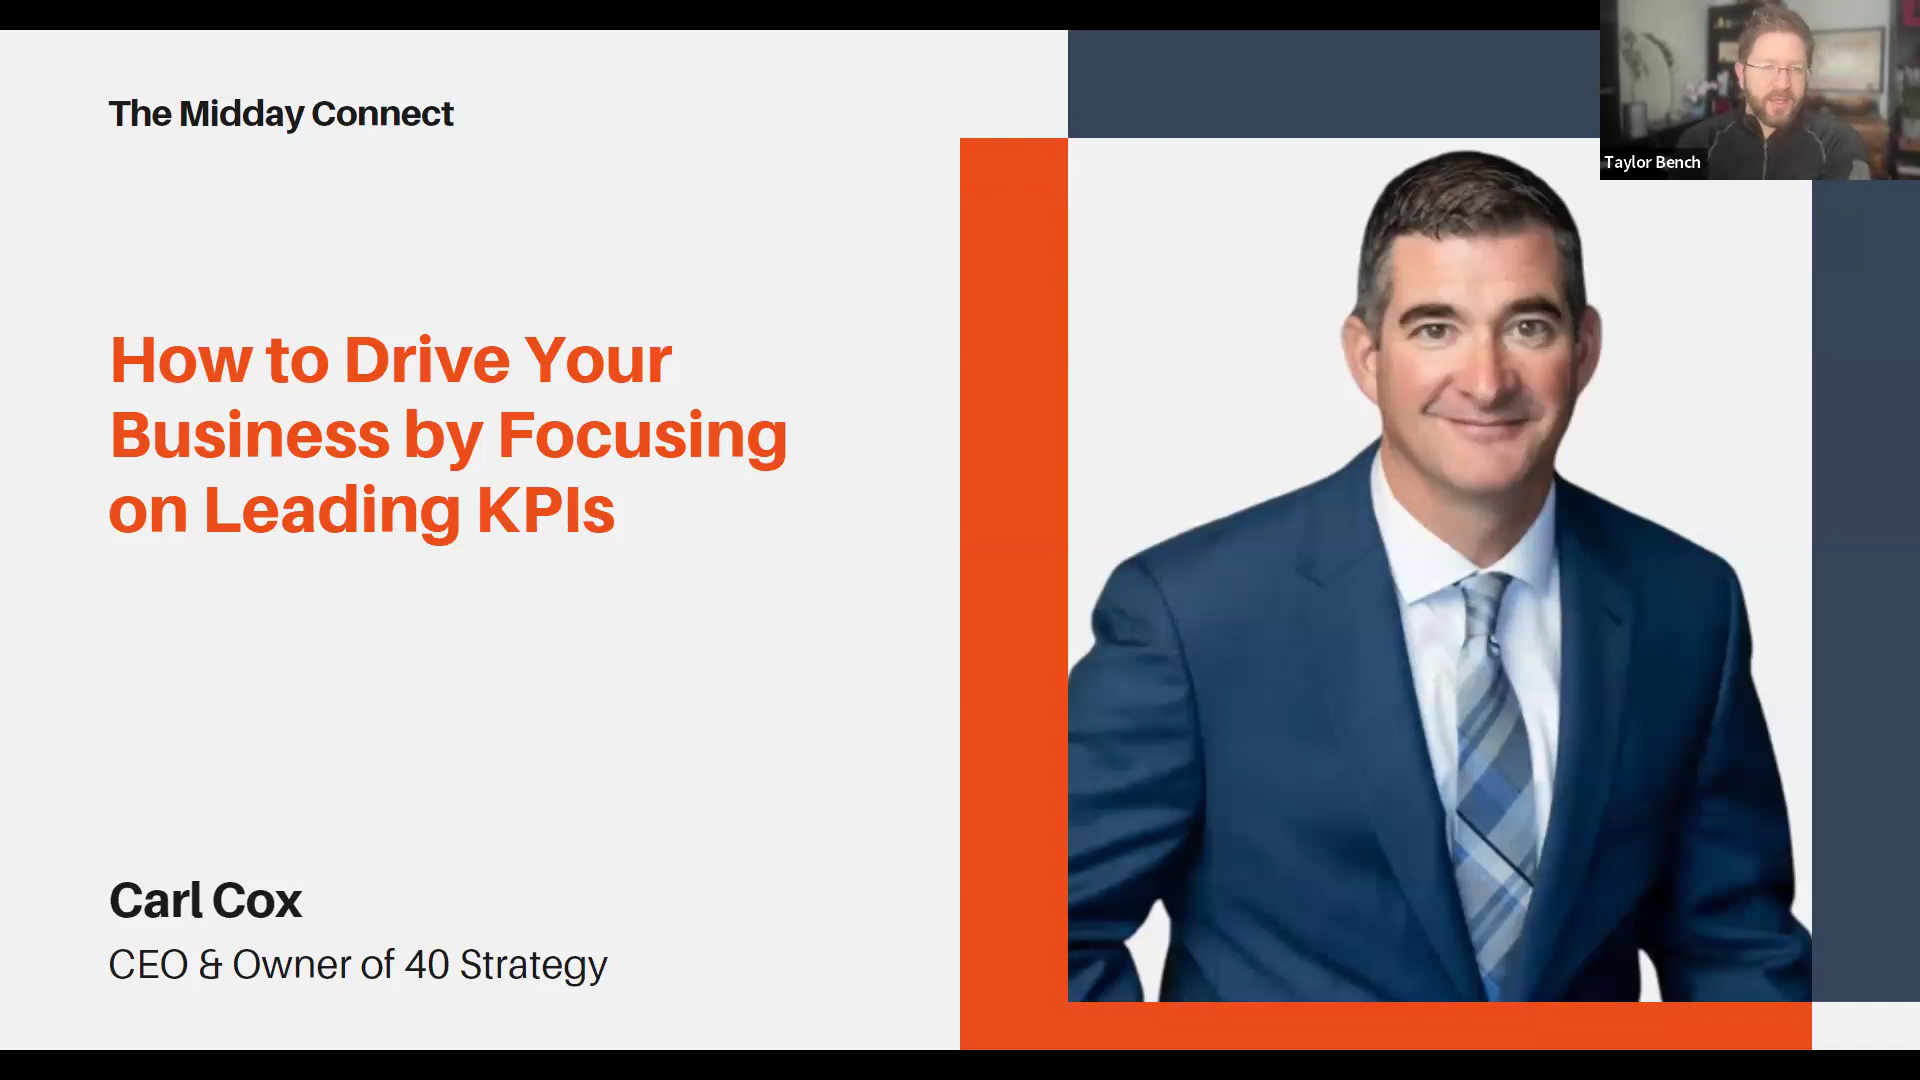 The Midday Connect
Taylor Bench
How to Drive Your
Business by Focusing
on Leading KPIs
Carl Cox
CEO & Owner of 40 Strategy